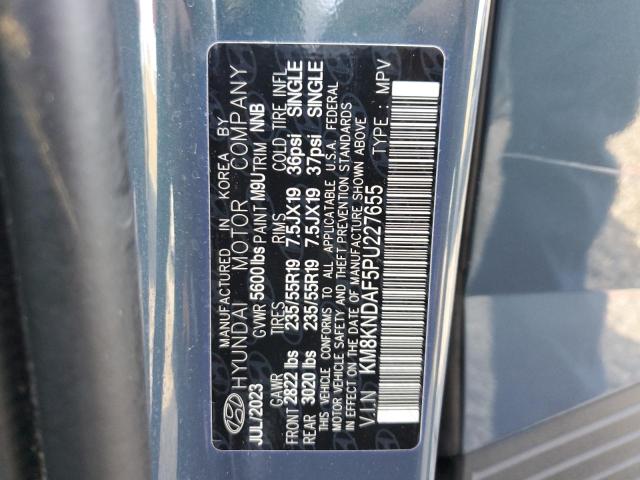 MANUFACTURED IN KOREA BY
HYUNDAI MOTOR COMPANY
JUL/2023 GVWR 5600 lbs PAINT M9U TRIM NNB
GAWR TIRES RIMS COLD TIRE INFL
FRONT 2822 lbs 235/55R19 7.5JX19 36psi SINGLE
REAR 3020 lbs 235/55R19 7.5JX19 37psi SINGLE
THIS VEHICLE CONFORMS TO ALL APPLICABLE U.S.A. FEDERAL
MOTOR VEHICLE SAFETY AND THEFT PREVENTION STANDARDS
IN EFFECT ON THE DATE OF MANUFACTURE SHOWN ABOVE.
V.I.N KM8KNDAF5PU227655 TYPE : MPV